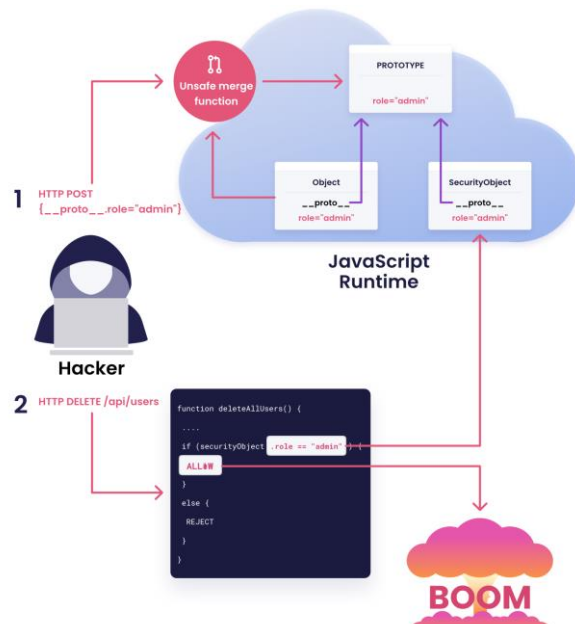 Unsafe merge
function
PROTOTYPE
role="admin"
1
HTTP POST
{__proto__.role="admin"}
Object
__proto__
role="admin"
SecurityObject
__proto__
role="admin"
JavaScript
Runtime
Hacker
2
HTTP DELETE /api/users
function deleteAllUsers() {
....
if (securityObject .role == "admin" ) {
ALLOW
}
else {
REJECT
}
}
BOOM